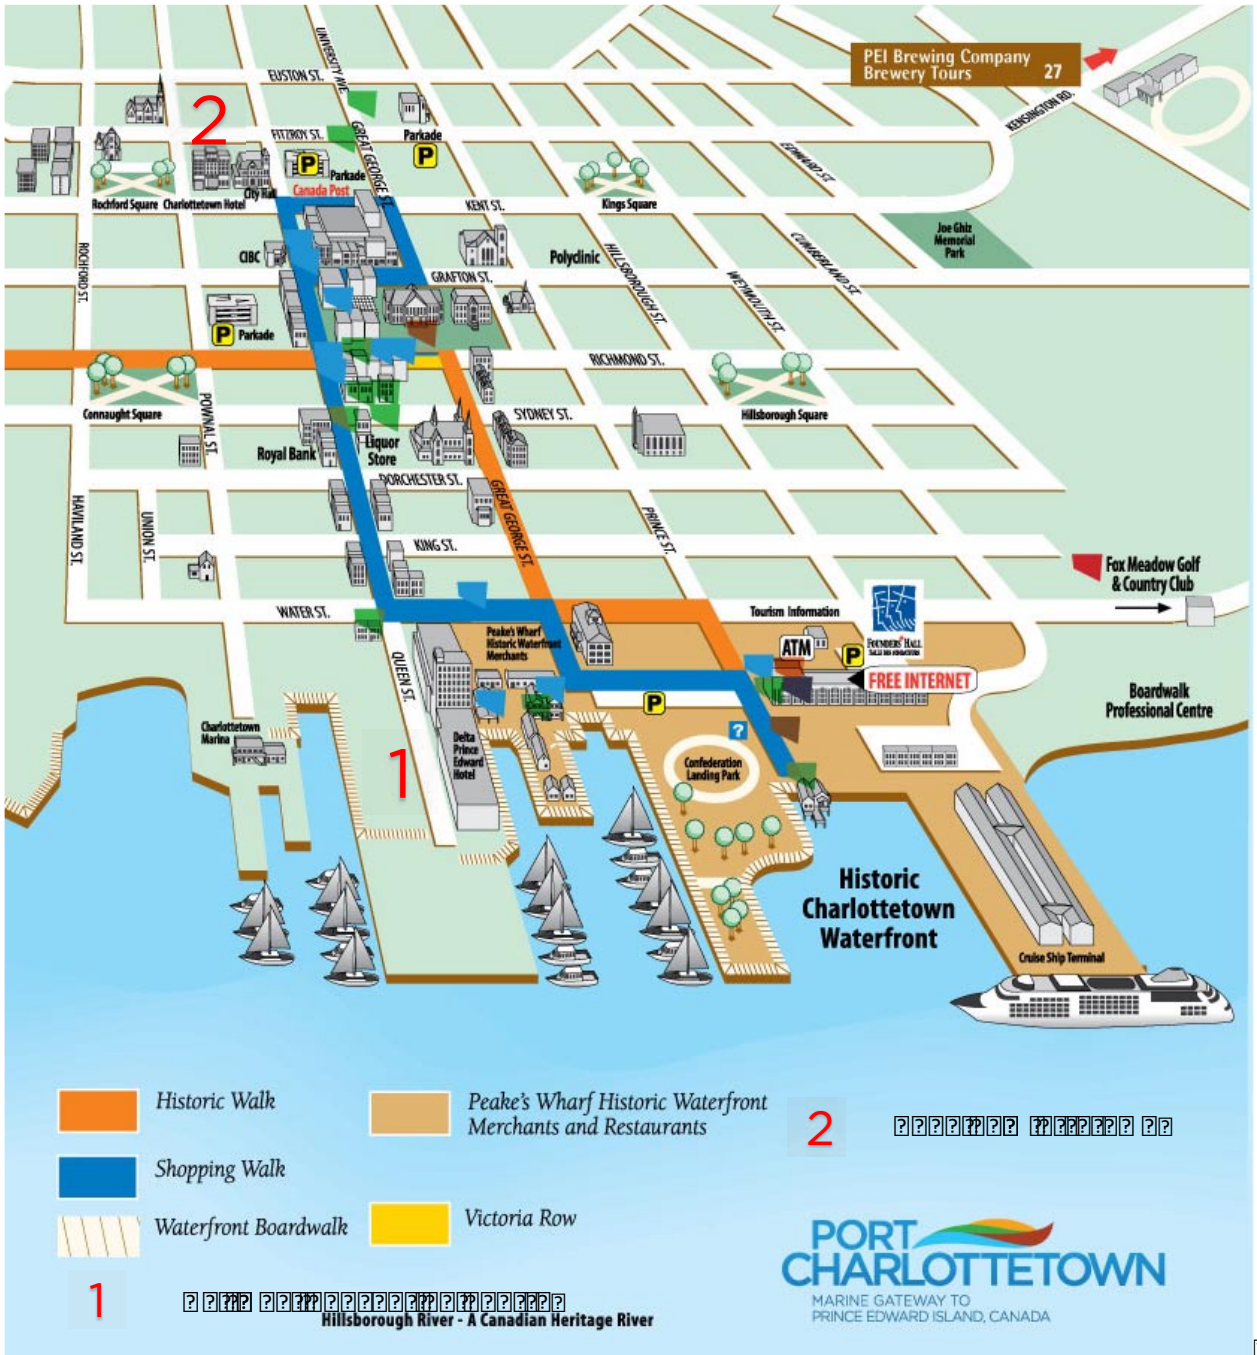 PEI Brewing Company
Brewery Tours 27
UNIVERSITY AVE.
EUSTON ST.
KENSINGTON RD.
2
FITZROY ST.
GREAT GEORGE ST.
Parkade
P
EDWARD ST.
P
Parkade
City Hall
Canada Post
Rochford Square
Charlottetown Hotel
KENT ST.
Kings Square
Joe Ghiz
Memorial
Park
ROCHFORD ST.
CIBC
Polyclinic
HILLSBOROUGH ST.
CUMBERLAND ST.
GRAFTON ST.
WEYMOUTH ST.
P
Parkade
RICHMOND ST.
Connaught Square
POWNAL ST.
SYDNEY ST.
Hillsborough Square
Royal Bank
Liquor
Store
DORCHESTER ST.
GREAT GEORGE ST.
HAVILAND ST.
UNION ST.
PRINCE ST.
KING ST.
Fox Meadow Golf
& Country Club
WATER ST.
Tourism Information
Peake's Wharf
Historic Waterfront
Merchants
ATM
P
FOUNDERS' HALL
SALLE DES FONDATEURS
QUEEN ST.
FREE INTERNET
P
Boardwalk
Professional Centre
Charlottetown
Marina
?
1
Delta
Prince
Edward
Hotel
Confederation
Landing Park
Historic
Charlottetown
Waterfront
Cruise Ship Terminal
Historic Walk
Peake's Wharf Historic Waterfront
Merchants and Restaurants
2
Shopping Walk
Waterfront Boardwalk
Victoria Row
PORT
CHARLOTTETOWN
MARINE GATEWAY TO
PRINCE EDWARD ISLAND, CANADA
1
Hillsborough River - A Canadian Heritage River